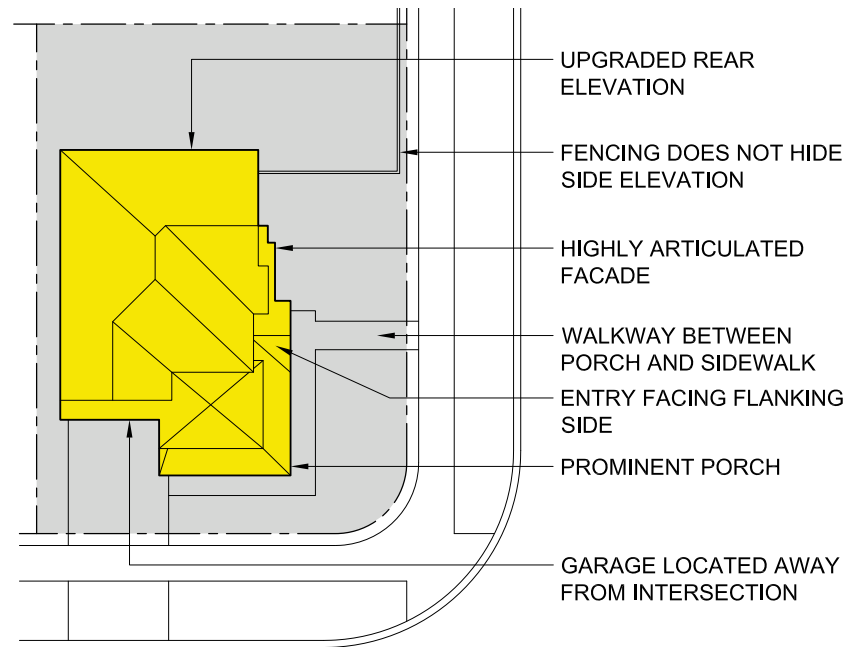 UPGRADED REAR
ELEVATION
FENCING DOES NOT HIDE
SIDE ELEVATION
HIGHLY ARTICULATED
FACADE
WALKWAY BETWEEN
PORCH AND SIDEWALK
ENTRY FACING FLANKING
SIDE
PROMINENT PORCH
GARAGE LOCATED AWAY
FROM INTERSECTION